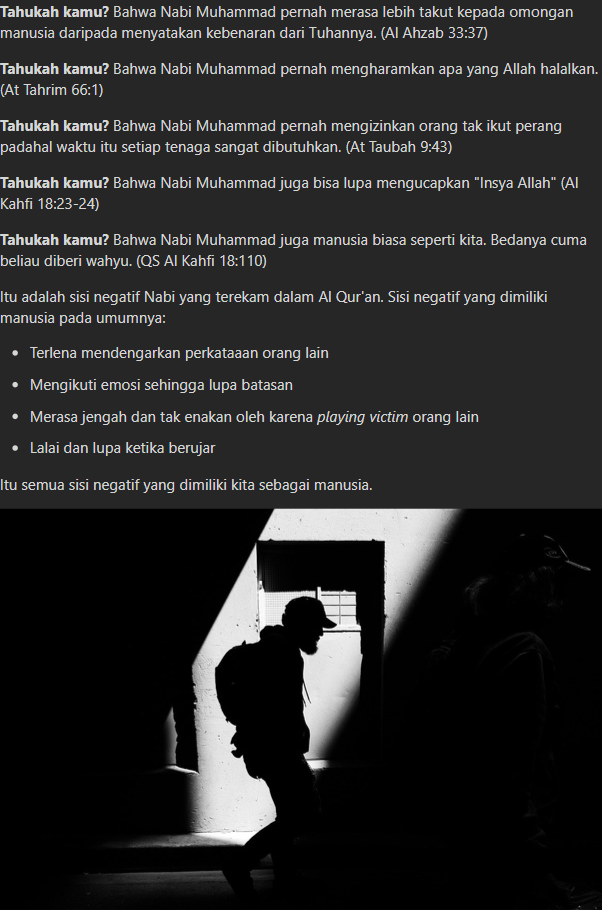 Tahukah kamu? Bahwa Nabi Muhammad pernah merasa lebih takut kepada omongan
manusia daripada menyatakan kebenaran dari Tuhannya. (Al Ahzab 33:37)
Tahukah kamu? Bahwa Nabi Muhammad pernah mengharamkan apa yang Allah halalkan.
(At Tahrim 66:1)
Tahukah kamu? Bahwa Nabi Muhammad pernah mengizinkan orang tak ikut perang
padahal waktu itu setiap tenaga sangat dibutuhkan. (At Taubah 9:43)
Tahukah kamu? Bahwa Nabi Muhammad juga bisa lupa mengucapkan "Insya Allah" (Al
Kahfi 18:23-24)
Tahukah kamu? Bahwa Nabi Muhammad juga manusia biasa seperti kita. Bedanya cuma
beliau diberi wahyu. (QS Al Kahfi 18:110)
Itu adalah sisi negatif Nabi yang terekam dalam Al Qur'an. Sisi negatif yang dimiliki
manusia pada umumnya:
• Terlena mendengarkan perkataaan orang lain
• Mengikuti emosi sehingga lupa batasan
• Merasa jengah dan tak enakan oleh karena playing victim orang lain
• Lalai dan lupa ketika berujar
Itu semua sisi negatif yang dimiliki kita sebagai manusia.